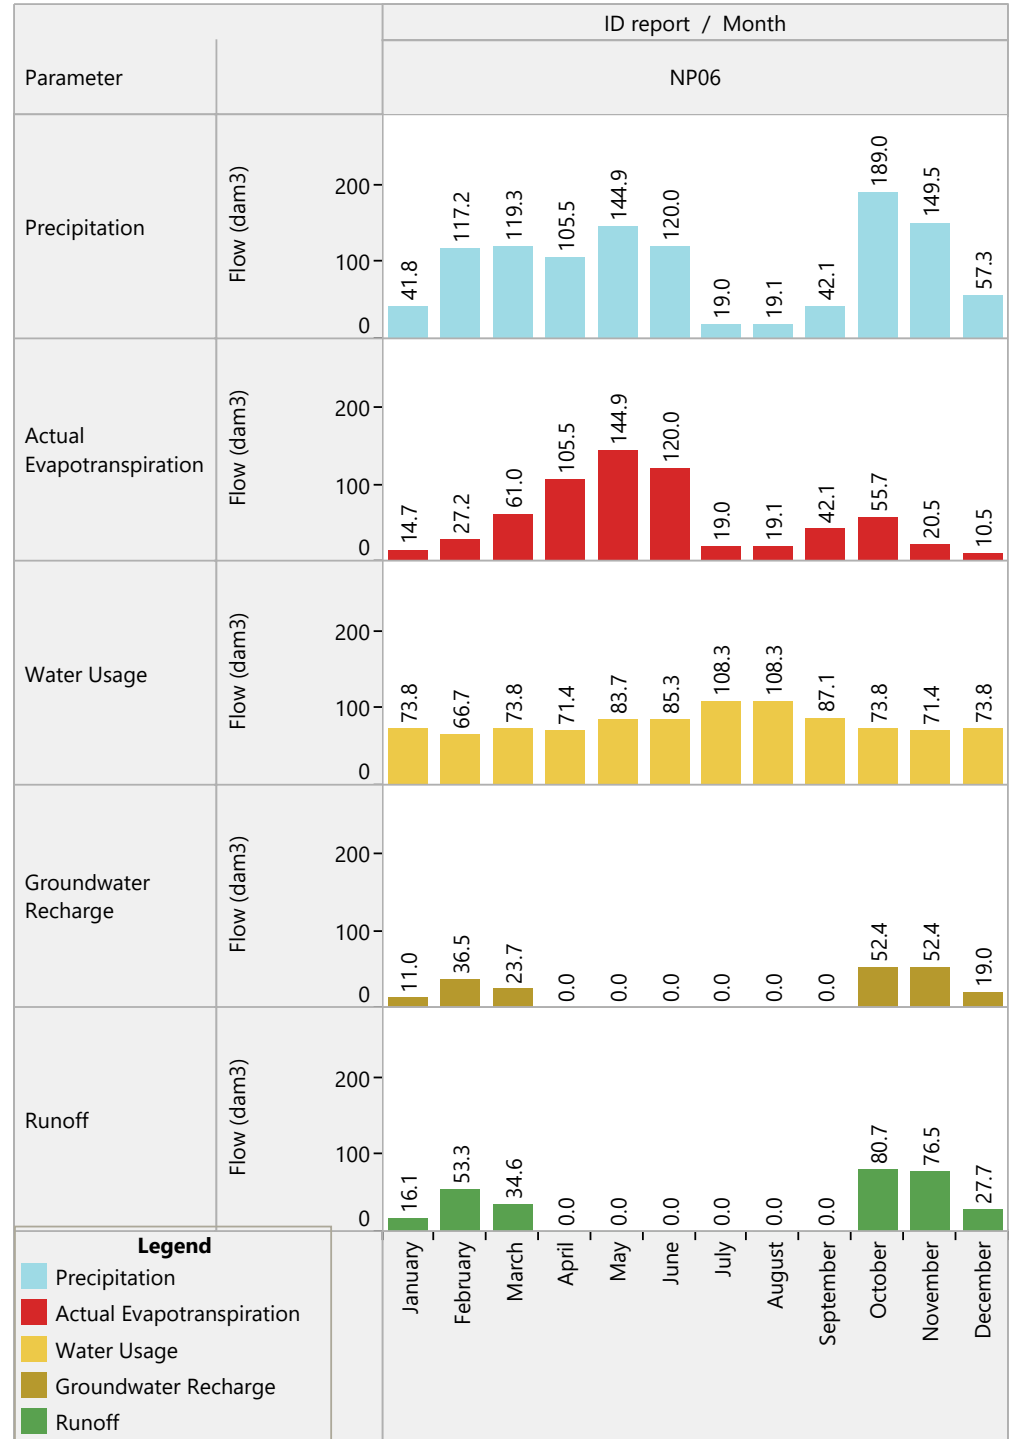 ID report / Month
Parameter
NP06
Precipitation
Flow (dam3)
200
100
0
41.8
117.2
119.3
105.5
144.9
120.0
19.0
19.1
42.1
189.0
149.5
57.3
Actual
Evapotranspiration
Flow (dam3)
200
100
0
14.7
27.2
61.0
105.5
144.9
120.0
19.0
19.1
42.1
55.7
20.5
10.5
Water Usage
Flow (dam3)
200
100
0
73.8
66.7
73.8
71.4
83.7
85.3
108.3
108.3
87.1
73.8
71.4
73.8
Groundwater
Recharge
Flow (dam3)
200
100
0
11.0
36.5
23.7
0.0
0.0
0.0
0.0
0.0
0.0
52.4
52.4
19.0
Runoff
Flow (dam3)
200
100
0
16.1
53.3
34.6
0.0
0.0
0.0
0.0
0.0
0.0
80.7
76.5
27.7
January
February
March
April
May
June
July
August
September
October
November
December
Legend
Precipitation
Actual Evapotranspiration
Water Usage
Groundwater Recharge
Runoff